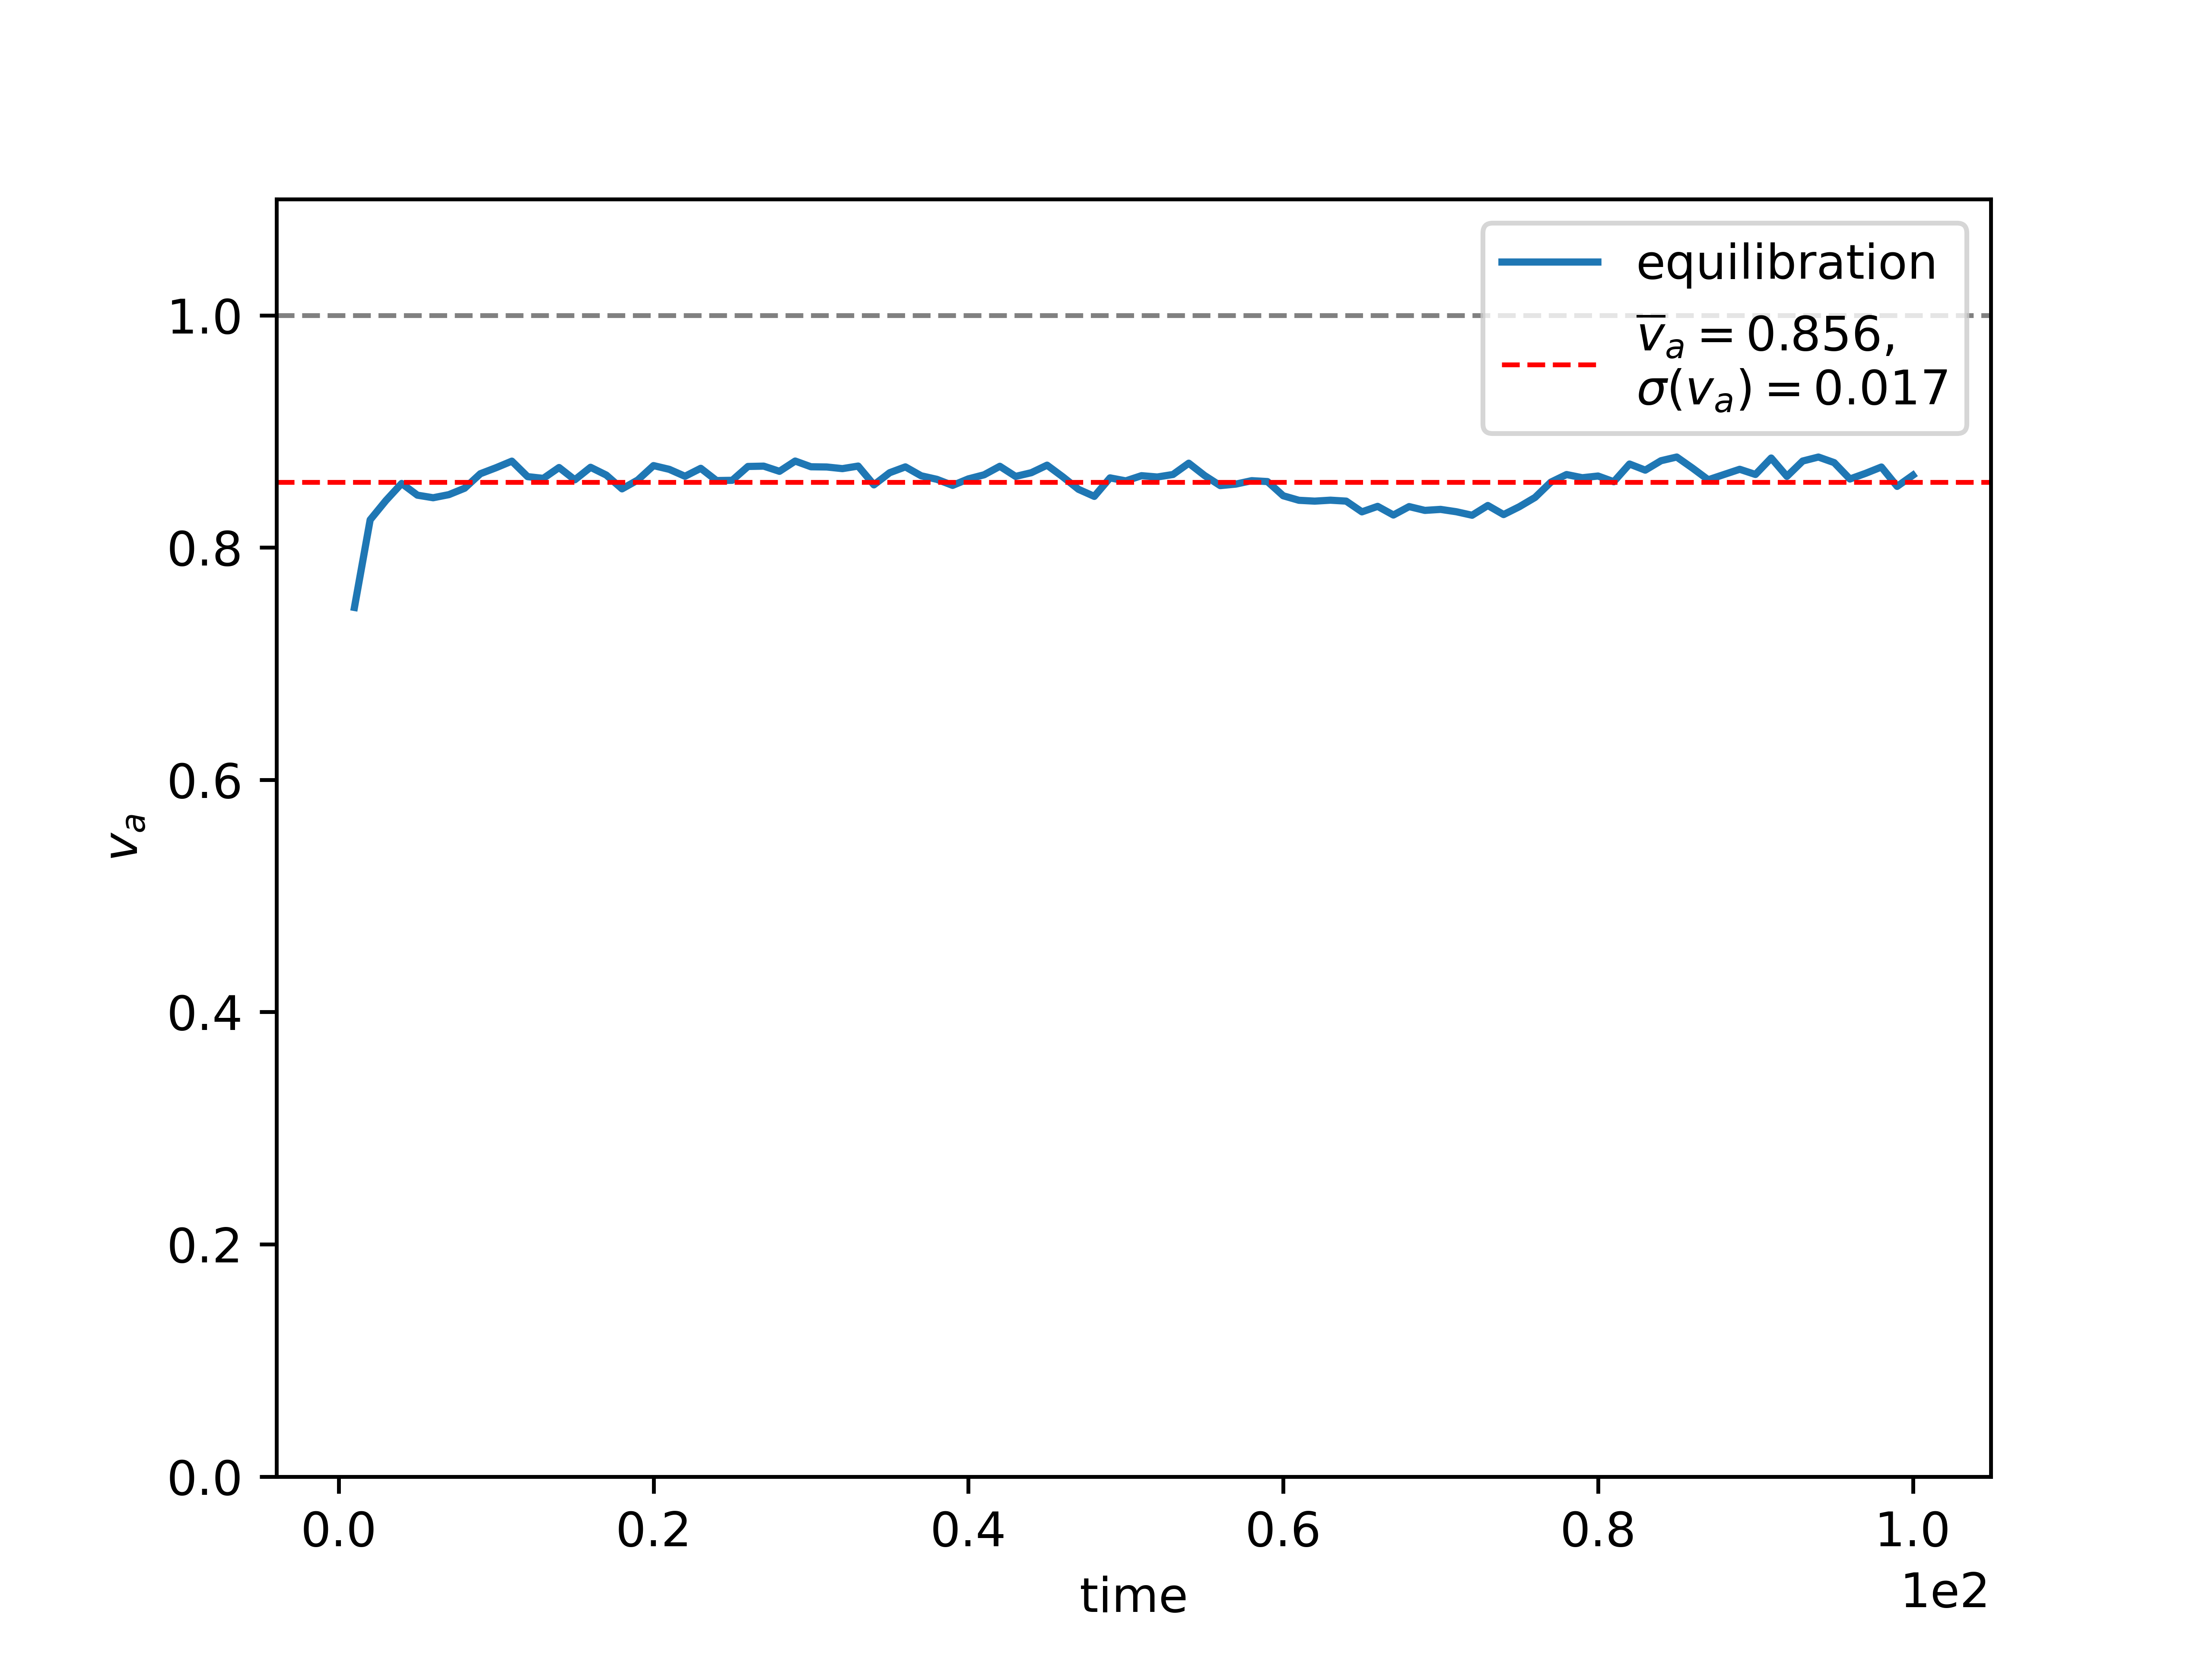 equilibration
v̅ₐ = 0.856,
σ(vₐ) = 0.017
1.0
0.8
0.6
0.4
0.2
0.0
vₐ
0.0 0.2 0.4 0.6 0.8 1.0
time
1e2